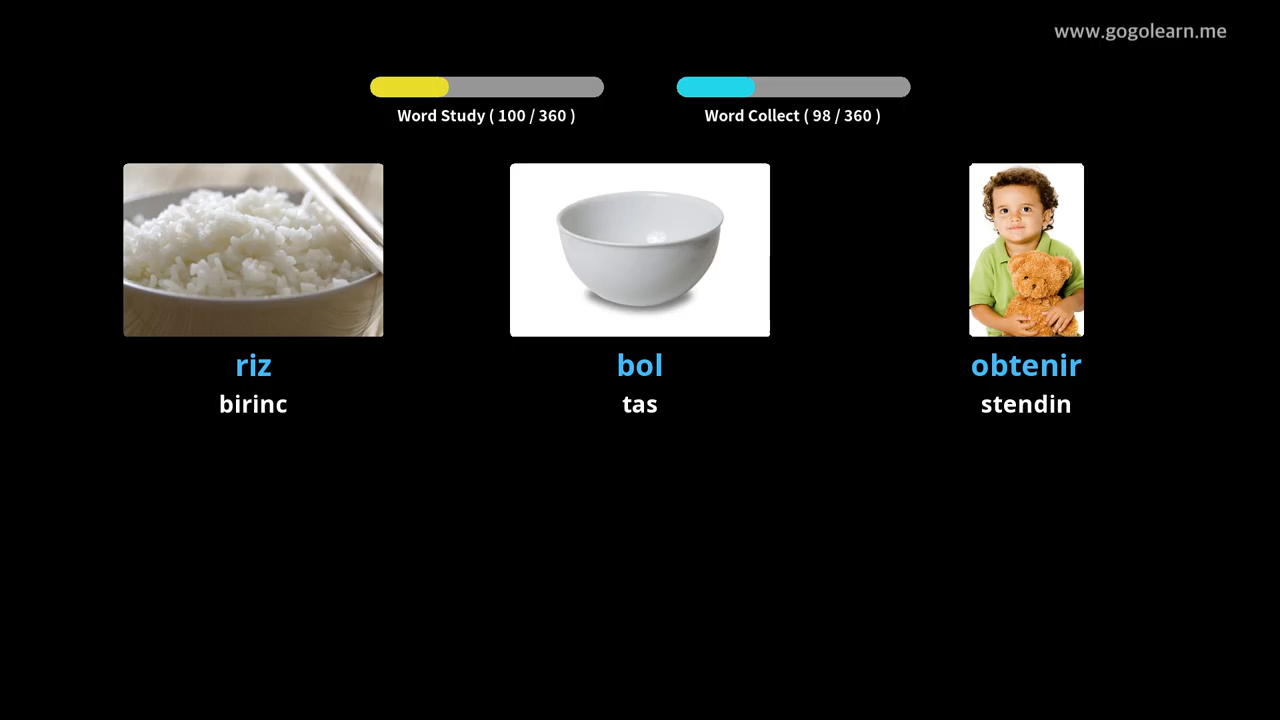 www.gogolearn.me
Word Study ( 100 / 360 )
Word Collect ( 98 / 360 )
riz
birinc
bol
tas
obtenir
stendin